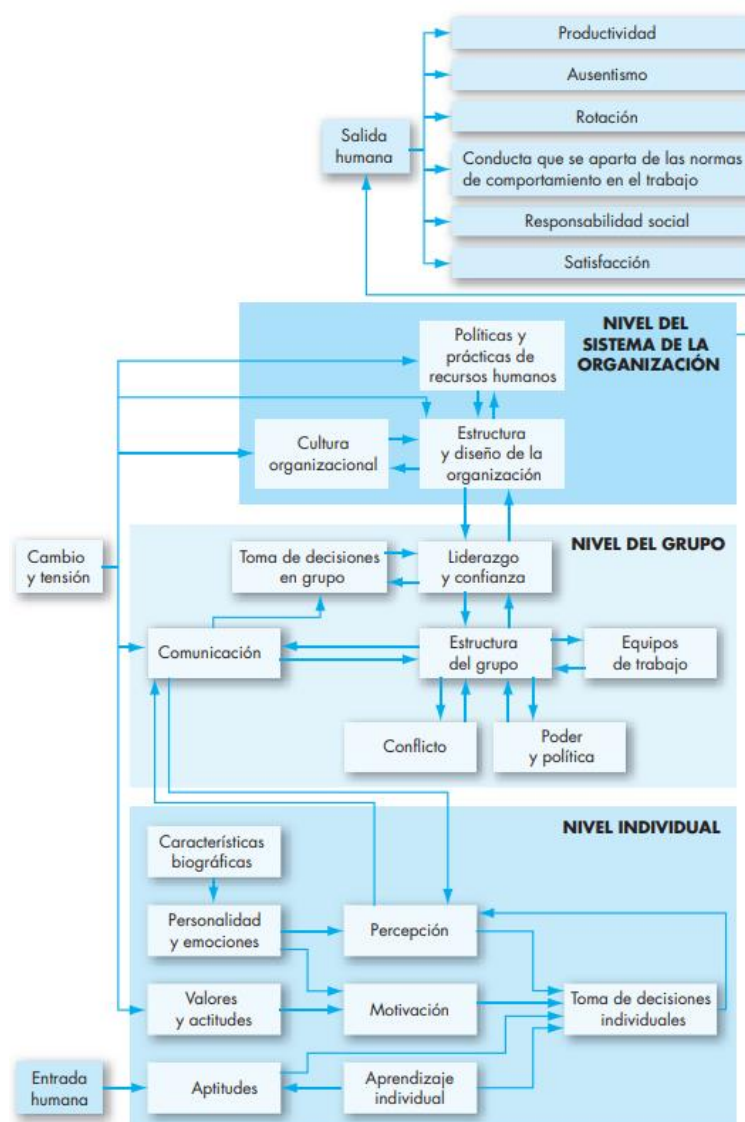 Productividad
Ausentismo
Rotación
Salida
humana
Conducta que se aparta de las normas
de comportamiento en el trabajo
Responsabilidad social
Satisfacción
NIVEL DEL
SISTEMA DE LA
ORGANIZACIÓN
Políticas y
prácticas de
recursos humanos
Cultura
organizacional
Estructura
y diseño de la
organización
NIVEL DEL GRUPO
Cambio
y tensión
Toma de decisiones
en grupo
Liderazgo
y confianza
Comunicación
Estructura
del grupo
Equipos
de trabajo
Conflicto
Poder
y política
NIVEL INDIVIDUAL
Características
biográficas
Personalidad
y emociones
Percepción
Valores
y actitudes
Motivación
Toma de decisiones
individuales
Entrada
humana
Aptitudes
Aprendizaje
individual